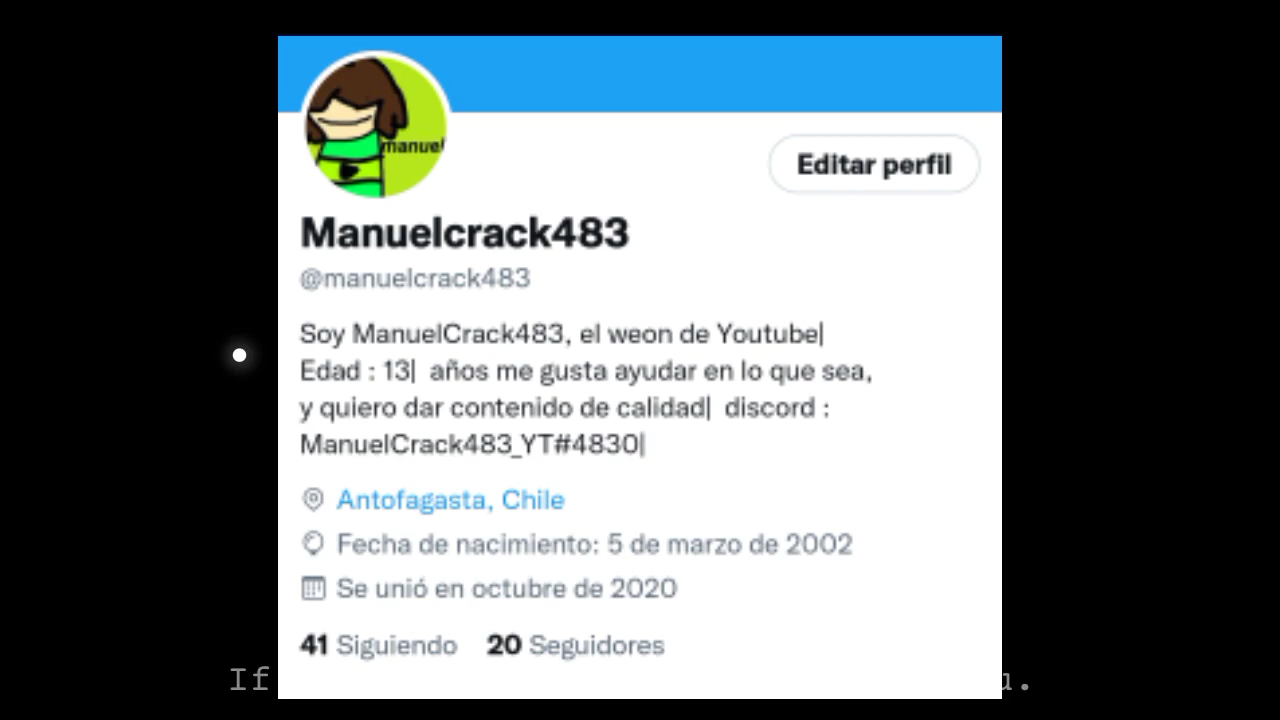 manuel
Editar perfil
Manuelcrack483
@manuelcrack483
Soy ManuelCrack483, el weon de Youtube|
Edad : 13|  años me gusta ayudar en lo que sea,
y quiero dar contenido de calidad|  discord :
ManuelCrack483_YT#4830|
Antofagasta, Chile
Fecha de nacimiento: 5 de marzo de 2002
Se unió en octubre de 2020
41 Siguiendo 20 Seguidores
If